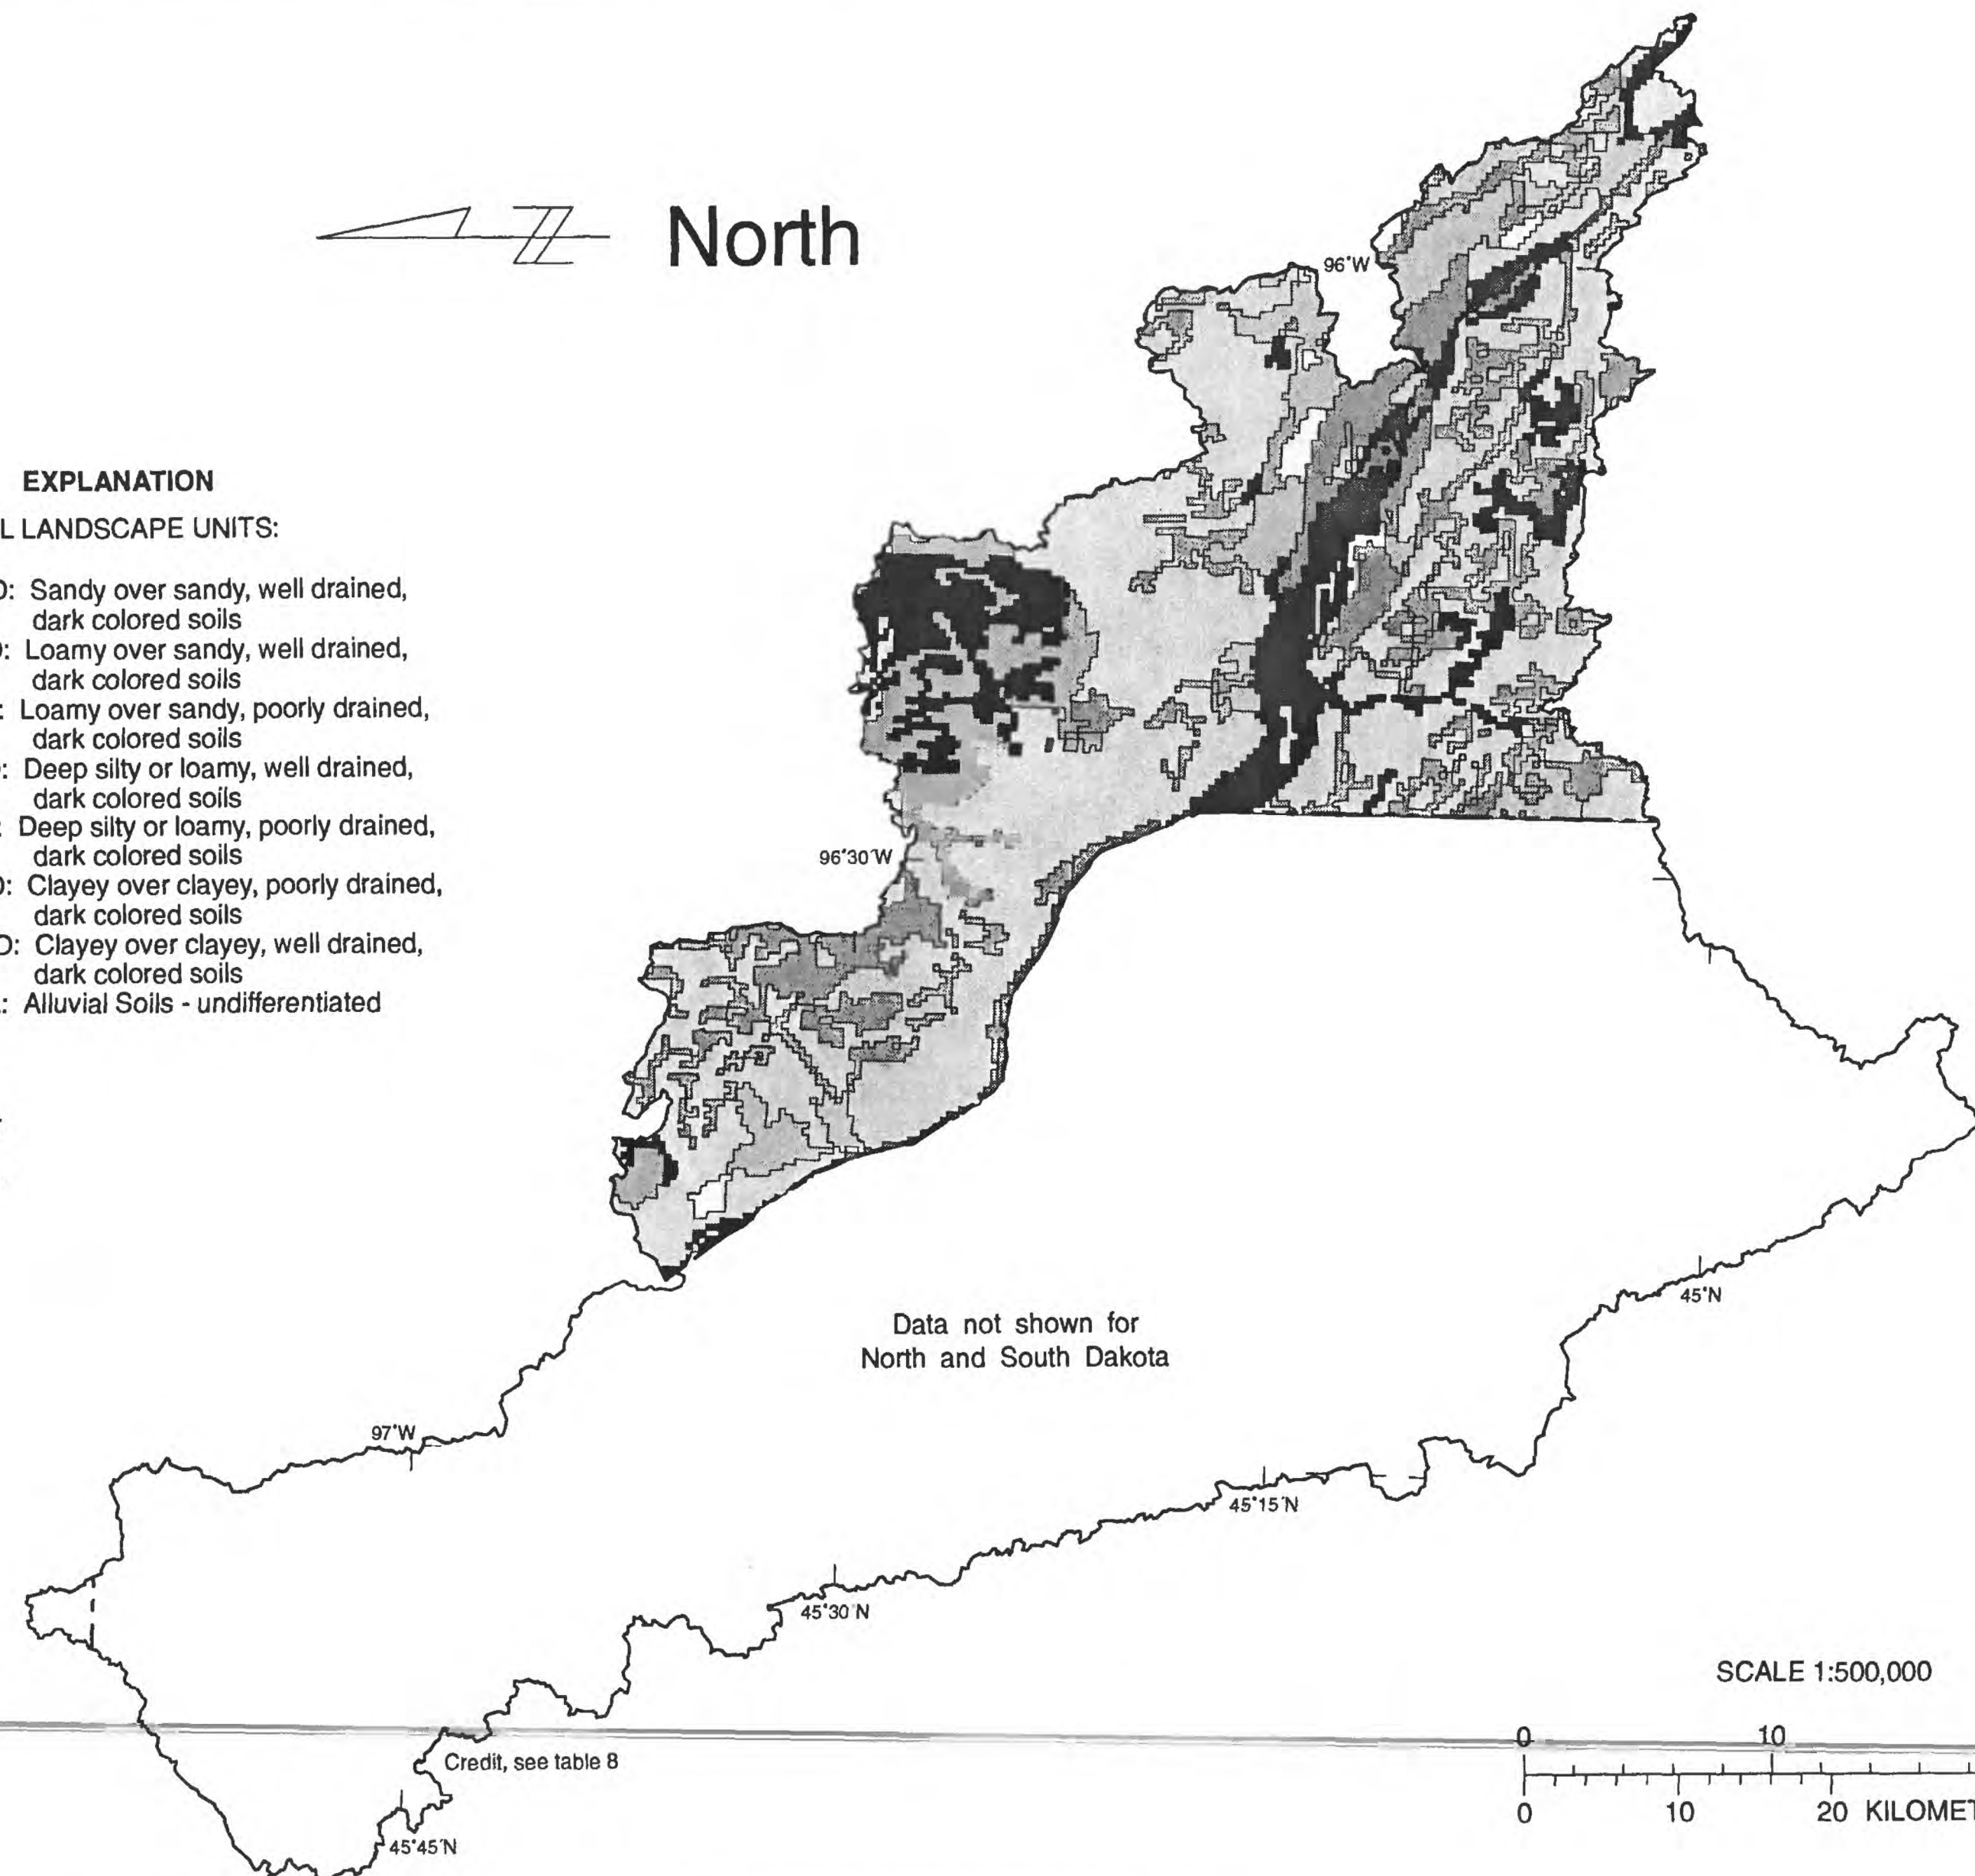 North
EXPLANATION
L LANDSCAPE UNITS:
D: Sandy over sandy, well drained,
dark colored soils
D: Loamy over sandy, well drained,
dark colored soils
: Loamy over sandy, poorly drained,
dark colored soils
: Deep silty or loamy, well drained,
dark colored soils
: Deep silty or loamy, poorly drained,
dark colored soils
D: Clayey over clayey, poorly drained,
dark colored soils
D: Clayey over clayey, well drained,
dark colored soils
.: Alluvial Soils - undifferentiated
96°W
96°30'W
97°W
Data not shown for
North and South Dakota
45°N
45°15'N
45°30'N
45°45'N
Credit, see table 8
SCALE 1:500,000
0 10
0 10 20 KILOMET